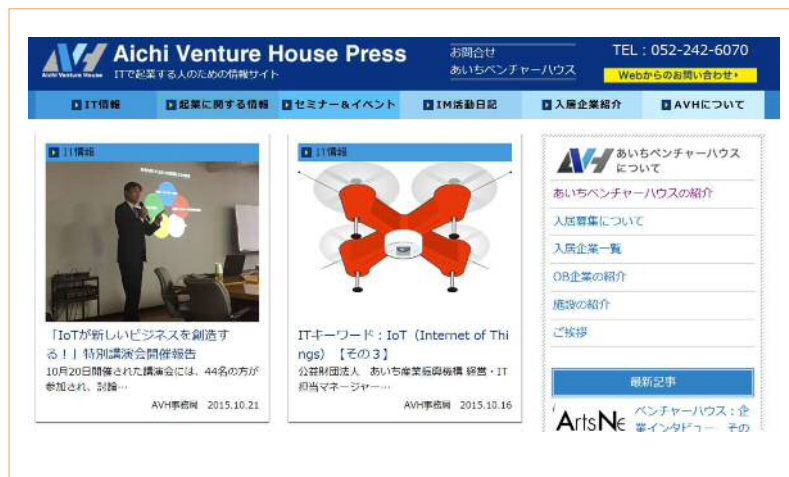 Aichi Venture House
Aichi Venture House Press
ITで起業する人のための情報サイト
お問合せ
あいちベンチャーハウス
TEL：052-242-6070
Webからのお問い合わせ
IT情報
起業に関する情報
セミナー＆イベント
IM活動日記
入居企業紹介
AVHについて
IT情報
「IoTが新しいビジネスを創造す
る！」特別講演会開催報告
10月20日開催された講演会には、44名の方が
参加され、討論…
AVH事務局 2015.10.21
IT情報
ITキーワード：IoT（Internet of Thi
ngs）【その３】
公益財団法人 あいち産業振興機構 経営・IT
担当マネージャー…
AVH事務局 2015.10.16
あいちベンチャーハウス
について
あいちベンチャーハウスの紹介
入居募集について
入居企業一覧
OB企業の紹介
施設の紹介
ご挨拶
最新記事
ArtsNe
ベンチャーハウス：企
業インタビュー その